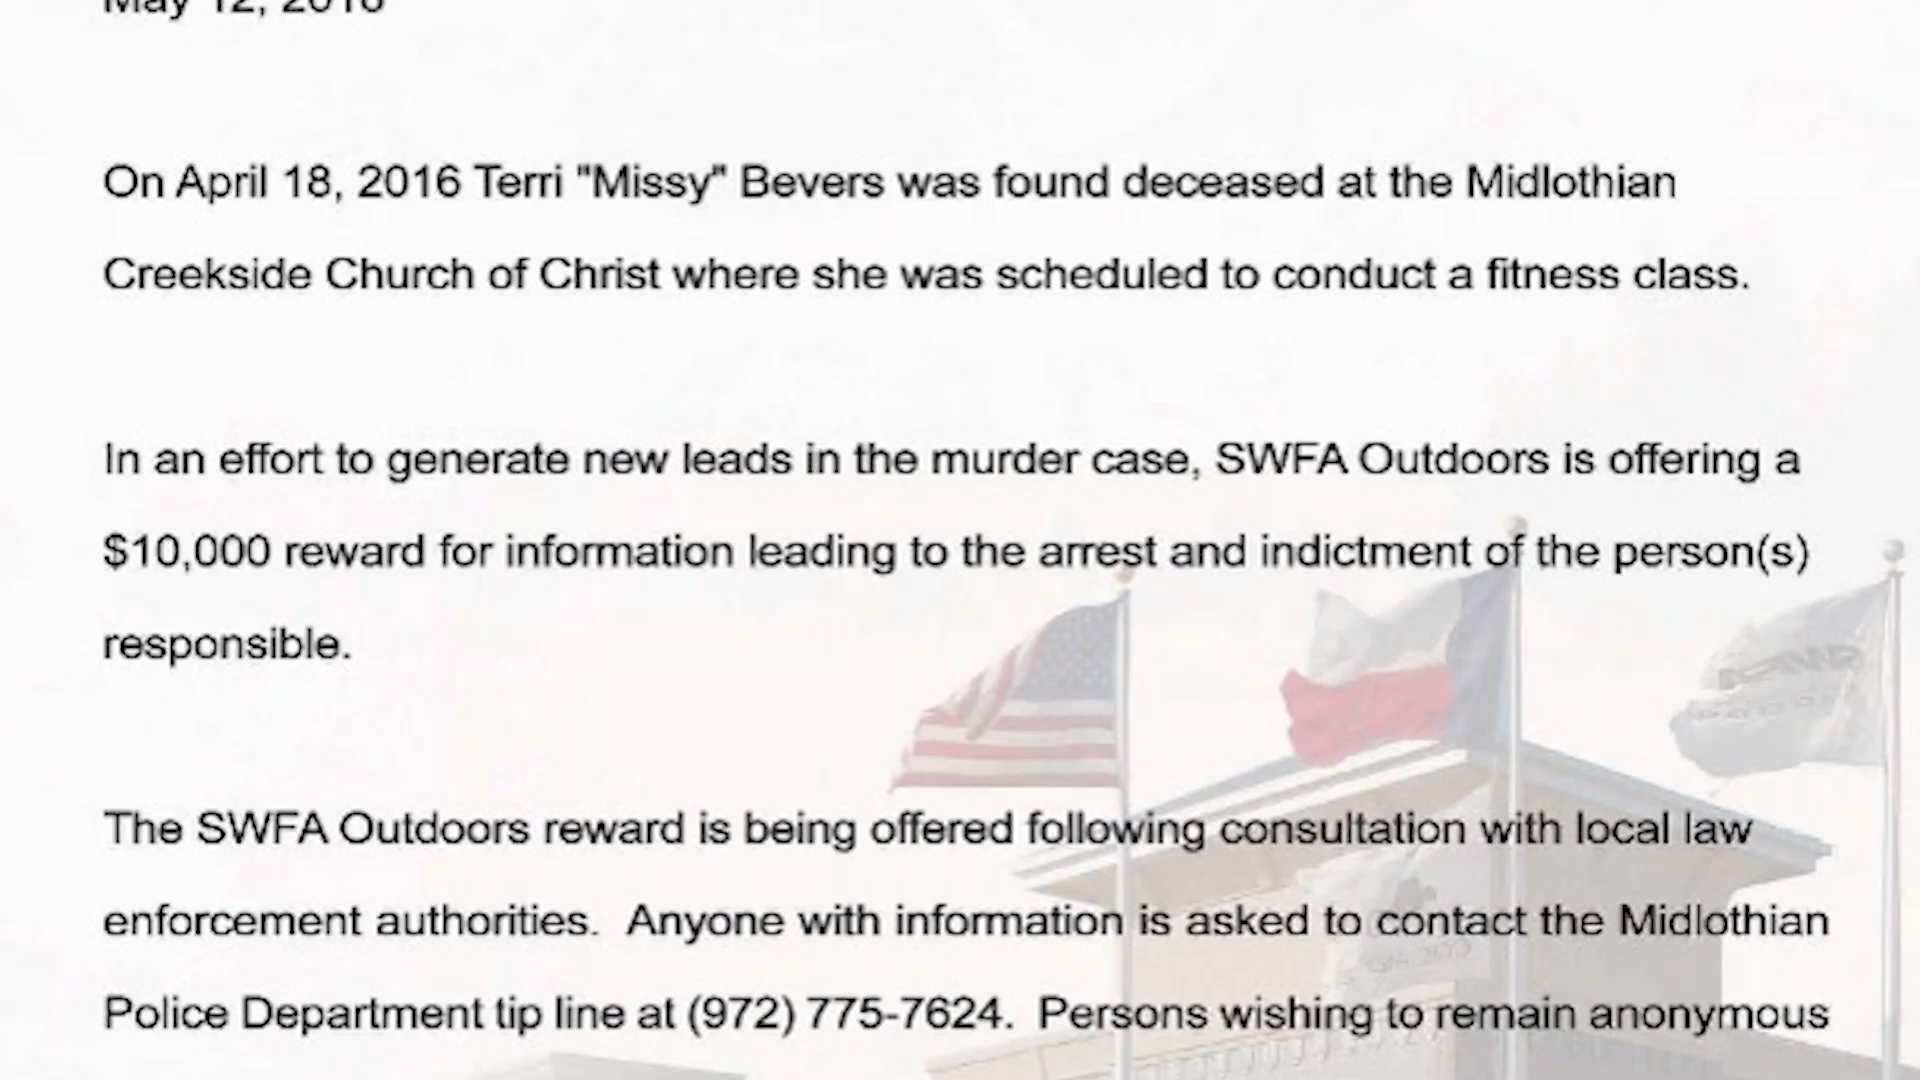 May 12, 2016
On April 18, 2016 Terri "Missy" Bevers was found deceased at the Midlothian
Creekside Church of Christ where she was scheduled to conduct a fitness class.
In an effort to generate new leads in the murder case, SWFA Outdoors is offering a
$10,000 reward for information leading to the arrest and indictment of the person(s)
responsible.
The SWFA Outdoors reward is being offered following consultation with local law
enforcement authorities.  Anyone with information is asked to contact the Midlothian
Police Department tip line at (972) 775-7624.  Persons wishing to remain anonymous